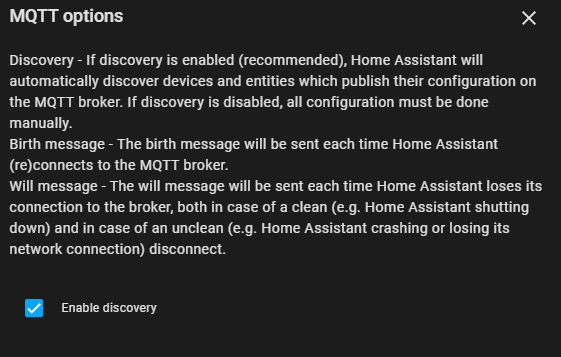 MQTT options
Discovery - If discovery is enabled (recommended), Home Assistant will
automatically discover devices and entities which publish their configuration on
the MQTT broker. If discovery is disabled, all configuration must be done
manually.
Birth message - The birth message will be sent each time Home Assistant
(re)connects to the MQTT broker.
Will message - The will message will be sent each time Home Assistant loses its
connection to the broker, both in case of a clean (e.g. Home Assistant shutting
down) and in case of an unclean (e.g. Home Assistant crashing or losing its
network connection) disconnect.
Enable discovery